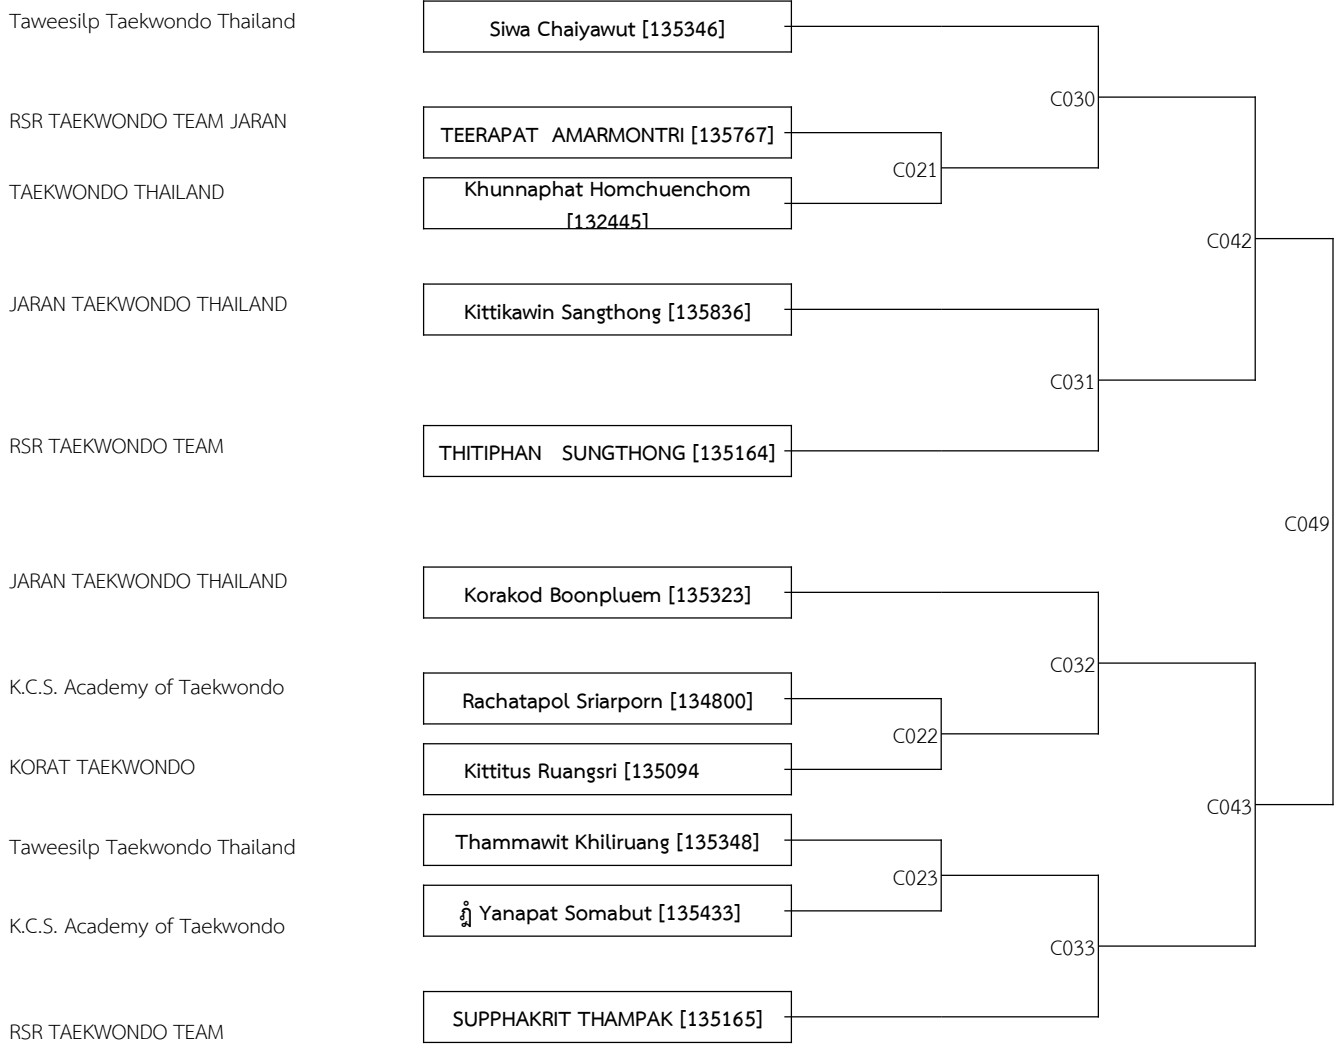 Taweesilp Taekwondo Thailand
Siwa Chaiyawut [135346]
C030
RSR TAEKWONDO TEAM JARAN
TEERAPAT AMARMONTRI [135767]
C021
TAEKWONDO THAILAND
Khunnaphat Homchuenchom
[132445]
C042
JARAN TAEKWONDO THAILAND
Kittikawin Sangthong [135836]
C031
RSR TAEKWONDO TEAM
THITIPHAN SUNGTHONG [135164]
C049
JARAN TAEKWONDO THAILAND
Korakod Boonpluem [135323]
C032
K.C.S. Academy of Taekwondo
Rachatapol Sriarporn [134800]
C022
KORAT TAEKWONDO
Kittitus Ruangsri [135094
C043
Taweesilp Taekwondo Thailand
Thammawit Khiliruang [135348]
C023
K.C.S. Academy of Taekwondo
Yanapat Somabut [135433]
C033
RSR TAEKWONDO TEAM
SUPPHAKRIT THAMPAK [135165]